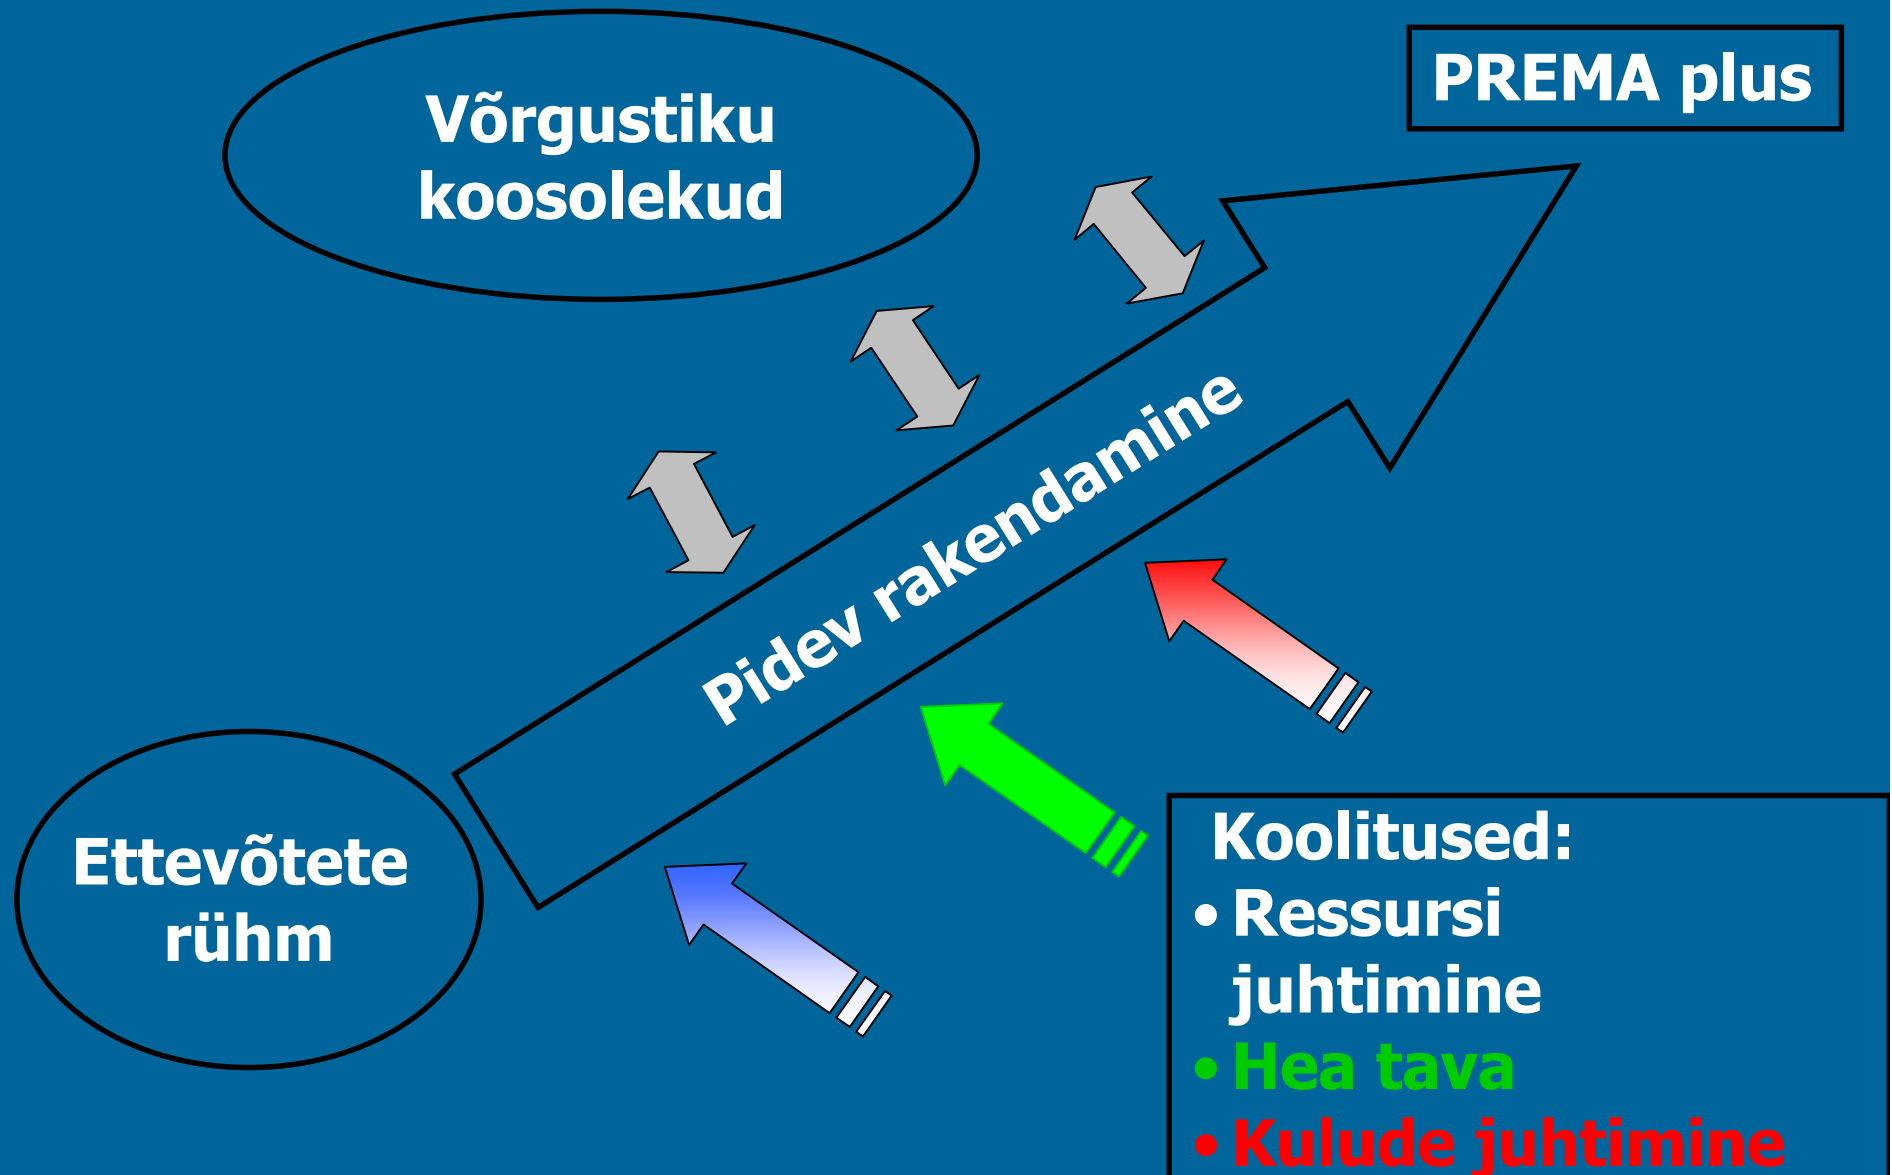 Võrgustiku
koosolekud
PREMA plus
Pidev rakendamine
Ettevõtete
rühm
Koolitused:
• Ressursi
juhtimine
• Hea tava
• Kulude juhtimine